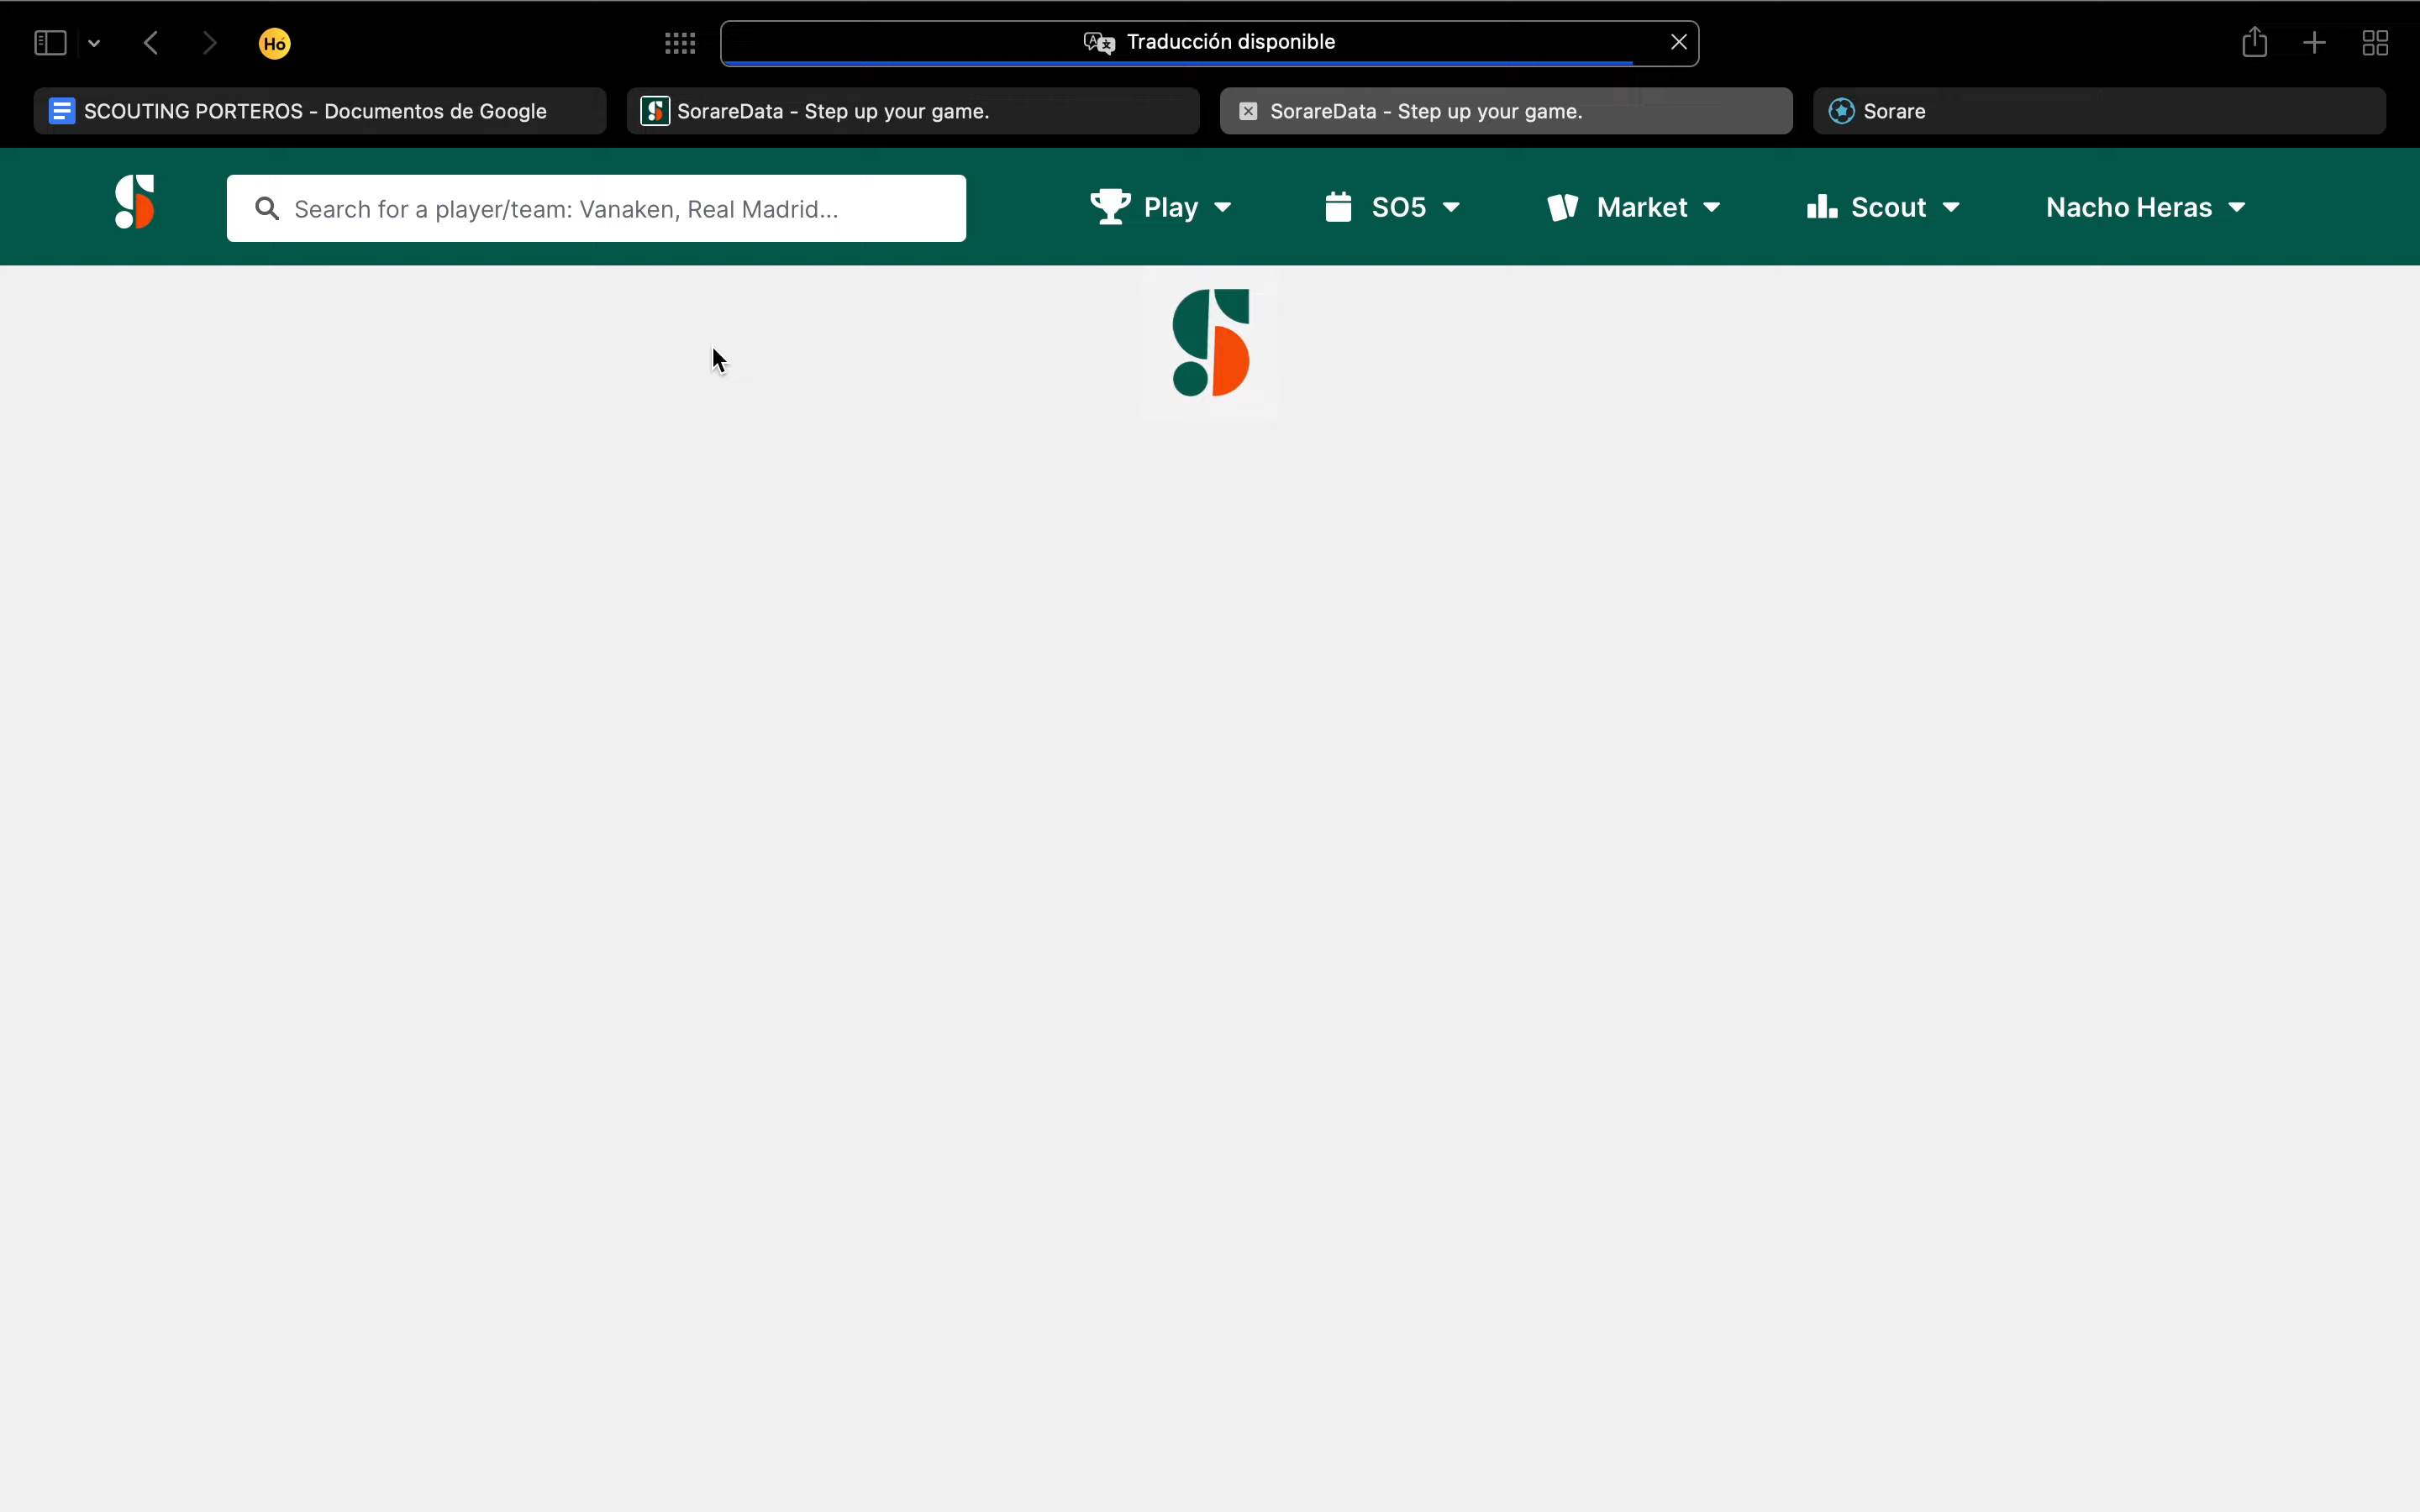 Hó
Traducción disponible
SCOUTING PORTEROS - Documentos de Google
SorareData - Step up your game.
SorareData - Step up your game.
Sorare
Search for a player/team: Vanaken, Real Madrid...
Play
SO5
Market
Scout
Nacho Heras